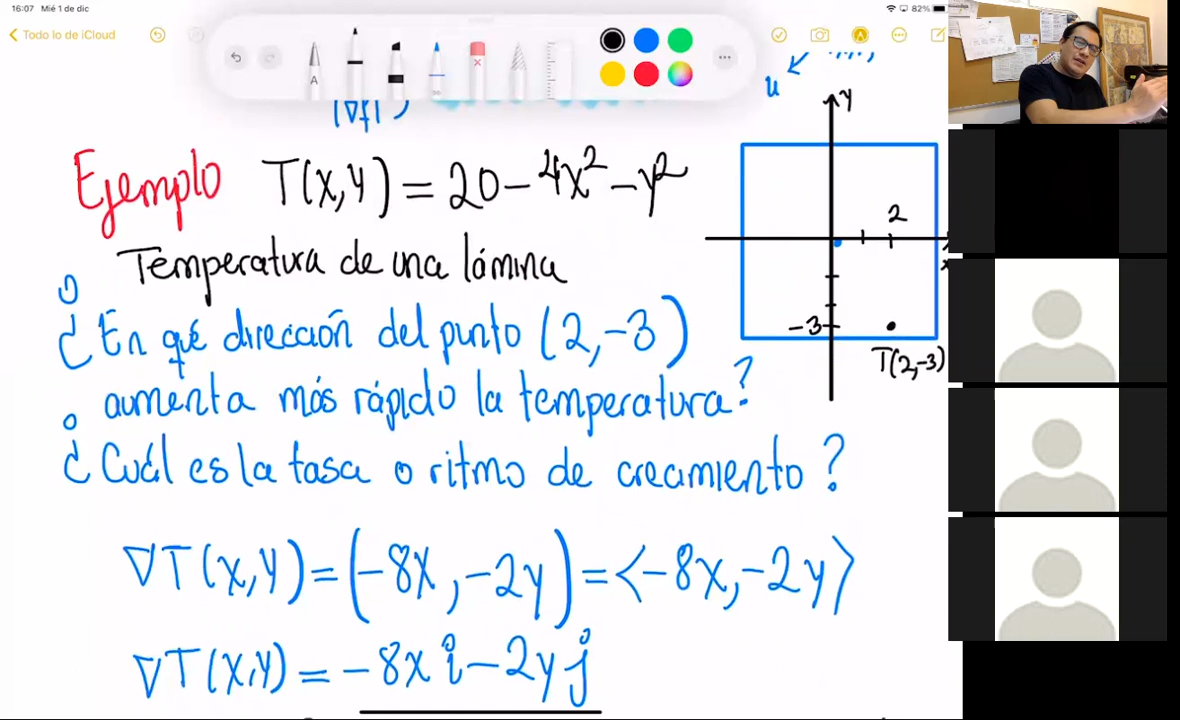 16:07 Mié 1 de dic
82%
Todo lo de iCloud
A
u
|∇f|
Ejemplo T(x,y) = 20 - 4x² - y²
Temperatura de una lámina
¿En qué dirección del punto (2,-3)
aumenta más rápido la temperatura?
¿Cuál es la tasa o ritmo de crecimiento?
∇T(x,y) = (-8x, -2y) = <-8x, -2y>
∇T(x,y) = -8x i - 2y j
y
2
x
-3
T(2,-3)